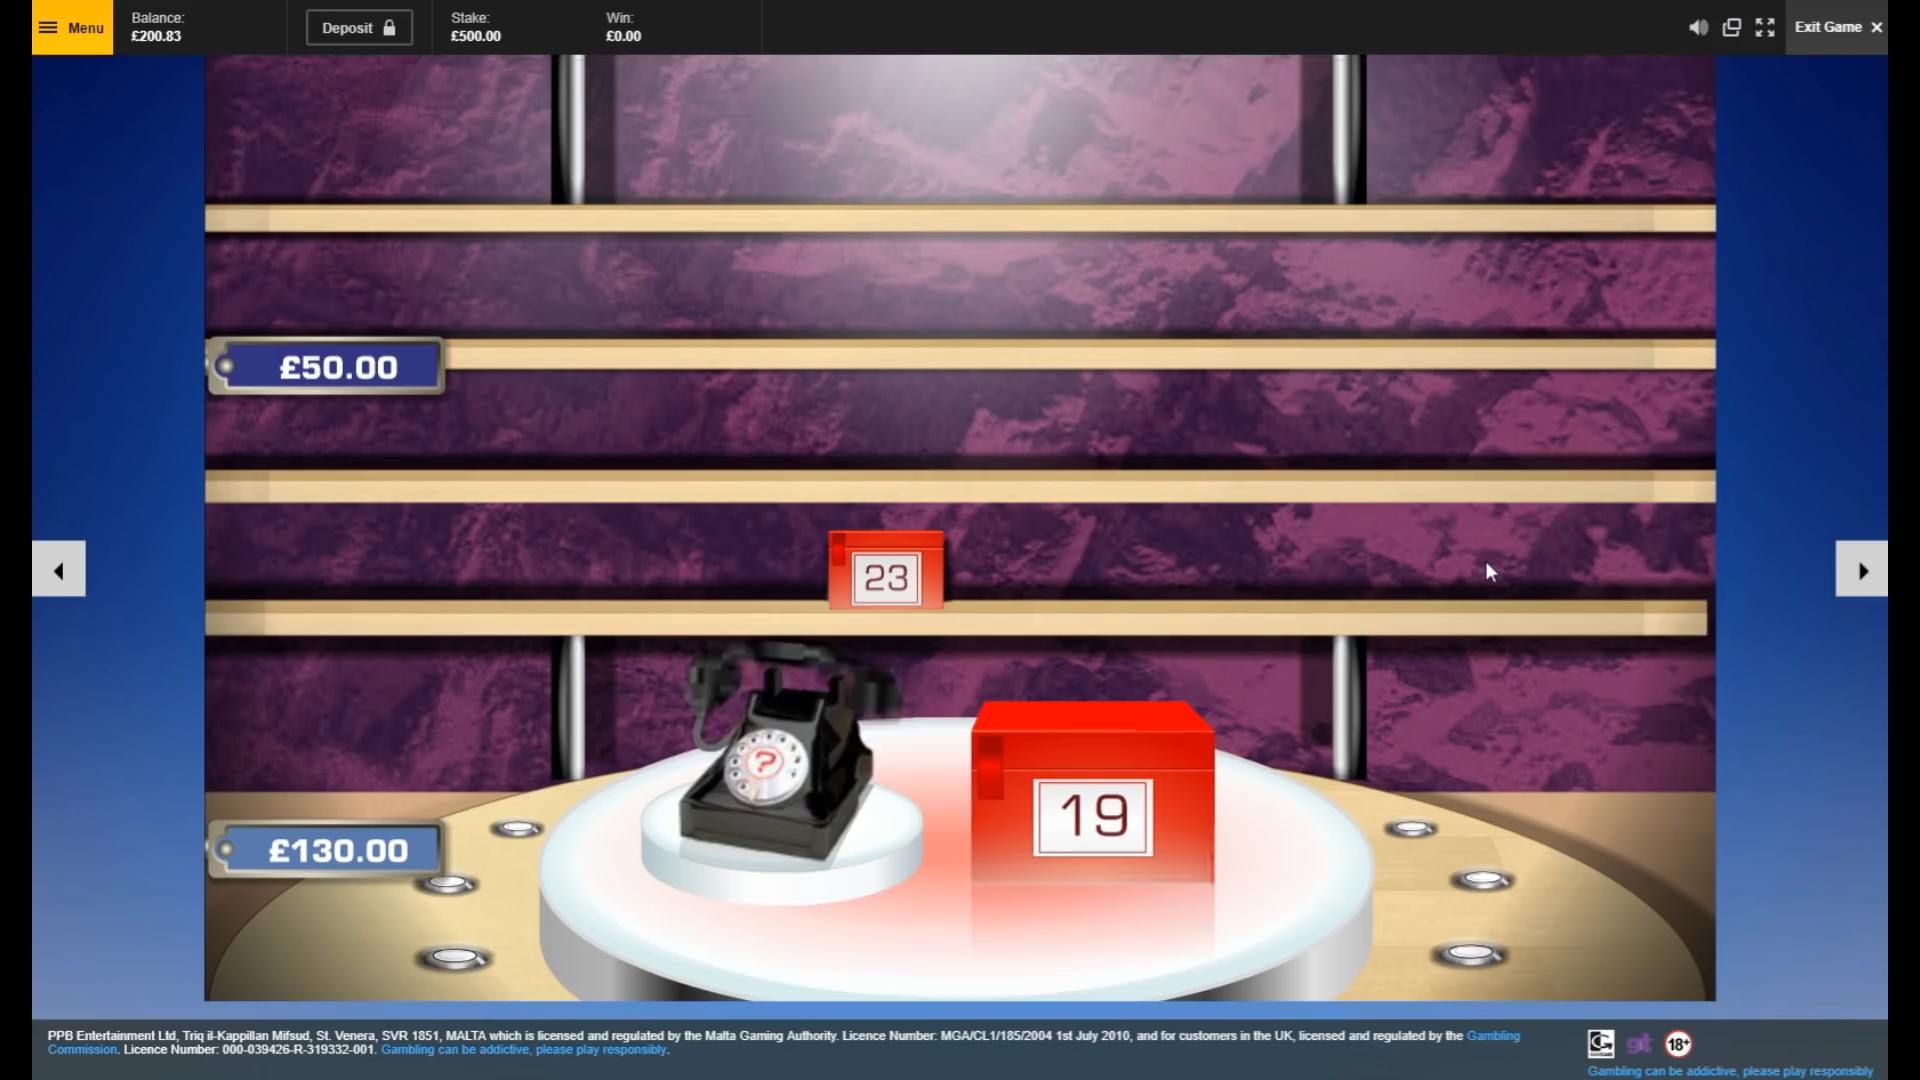 Menu
Balance:
£200.83
Deposit
Stake:
£500.00
Win:
£0.00
Exit Game
£50.00
23
?
19
£130.00
PPB Entertainment Ltd, Triq il-Kappillan Mifsud, St. Venera, SVR 1851, MALTA which is licensed and regulated by the Malta Gaming Authority. Licence Number: MGA/CL1/185/2004 1st July 2010, and for customers in the UK, licensed and regulated by the Gambling
Commission. Licence Number: 000-039426-R-319332-001. Gambling can be addictive, please play responsibly.
G
gt
18+
Gambling can be addictive, please play responsibly